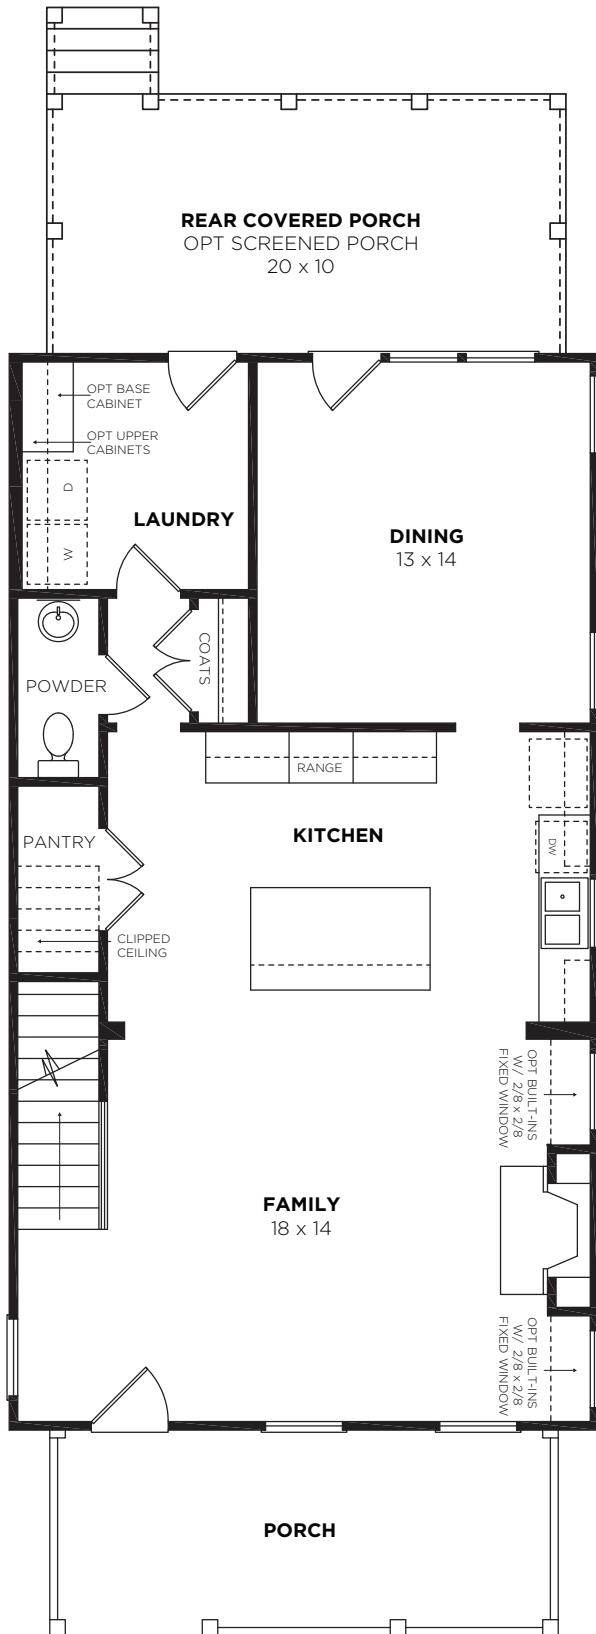 REAR COVERED PORCH
OPT SCREENED PORCH
20 x 10
OPT BASE
CABINET
OPT UPPER
CABINETS
D
W
LAUNDRY
DINING
13 x 14
COATS
POWDER
RANGE
KITCHEN
PANTRY
DW
CLIPPED
CEILING
OPT BUILT-INS
W/ 2/8 x 2/8
FIXED WINDOW
FAMILY
18 x 14
OPT BUILT-INS
W/ 2/8 x 2/8
FIXED WINDOW
PORCH